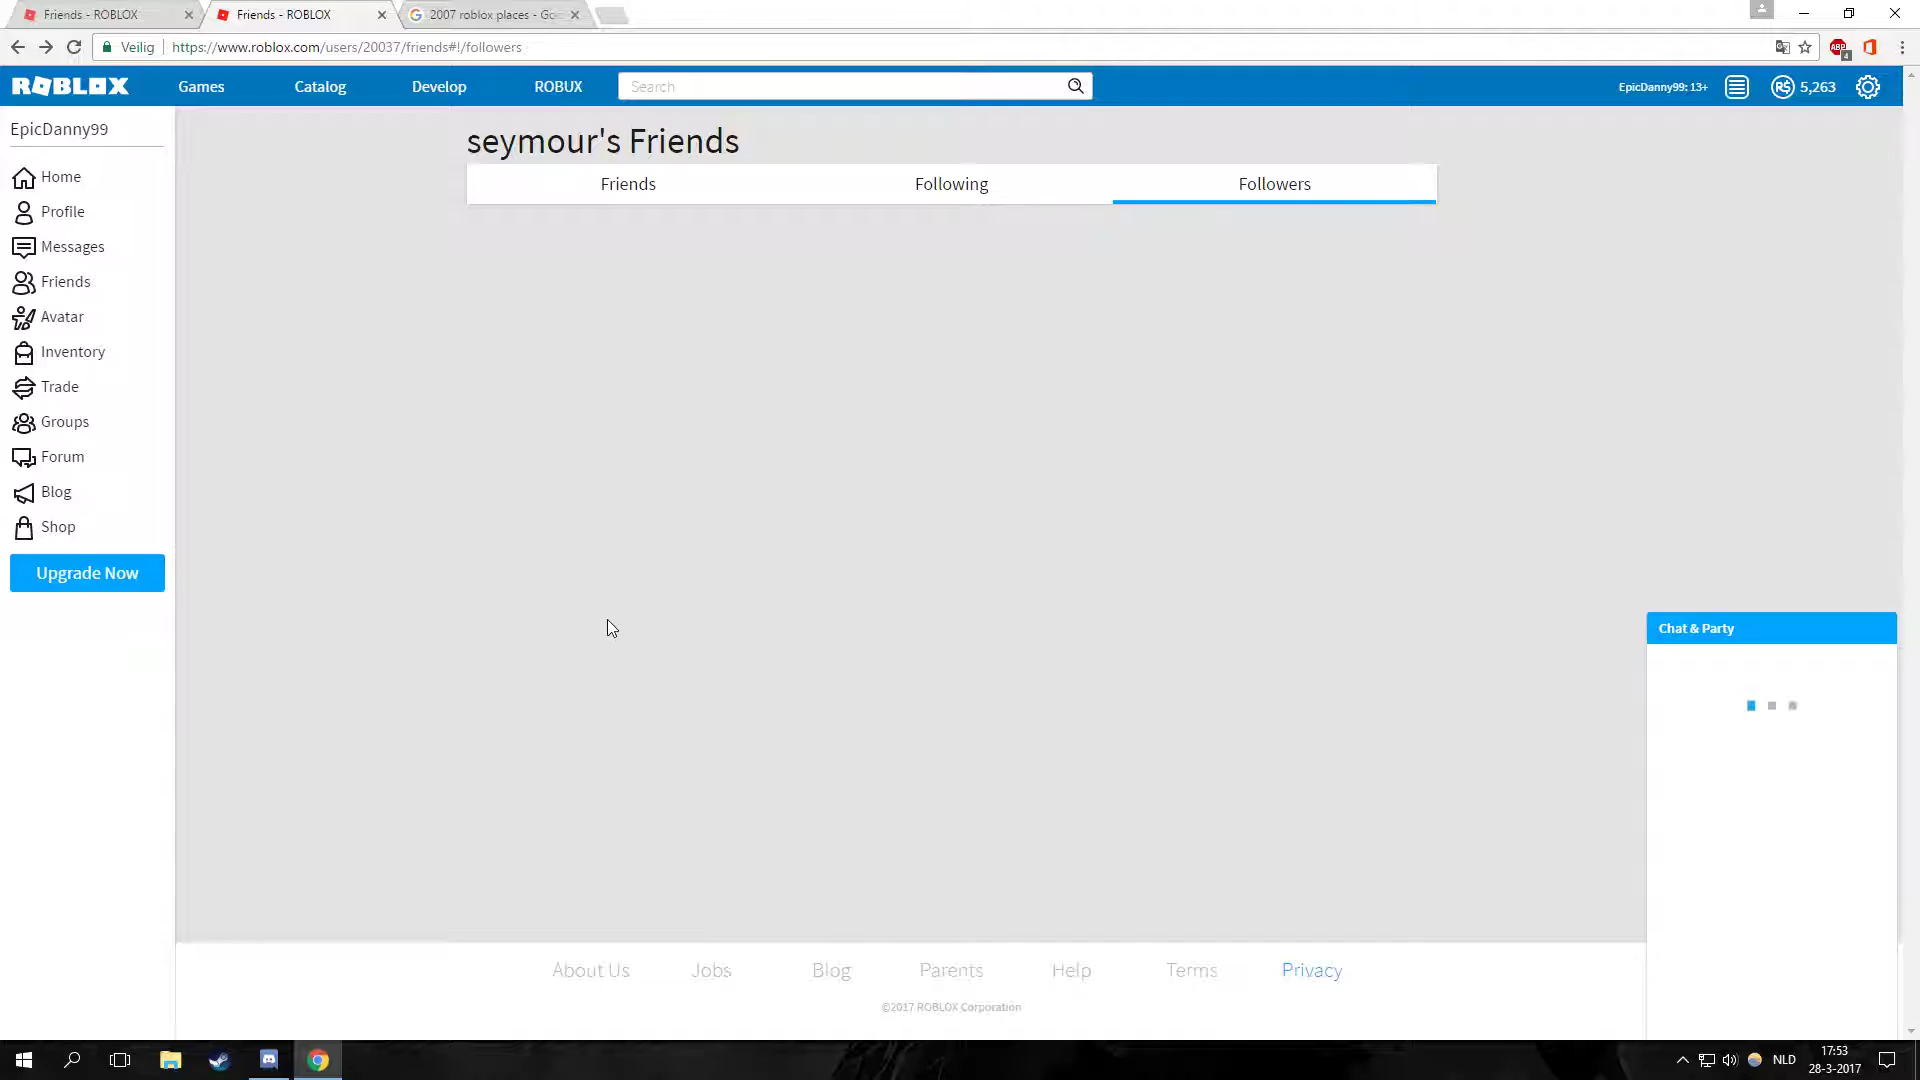 Friends - ROBLOX
Friends - ROBLOX
2007 roblox places - Goo
Veilig
https://www.roblox.com/users/20037/friends#!/followers
ABP
4
ROBLOX
Games
Catalog
Develop
ROBUX
Search
EpicDanny99: 13+
R$ 5,263
EpicDanny99
Home
Profile
Messages
Friends
Avatar
Inventory
Trade
Groups
Forum
Blog
Shop
Upgrade Now
seymour's Friends
Friends
Following
Followers
Chat & Party
About Us
Jobs
Blog
Parents
Help
Terms
Privacy
©2017 ROBLOX Corporation
NLD
17:53
28-3-2017